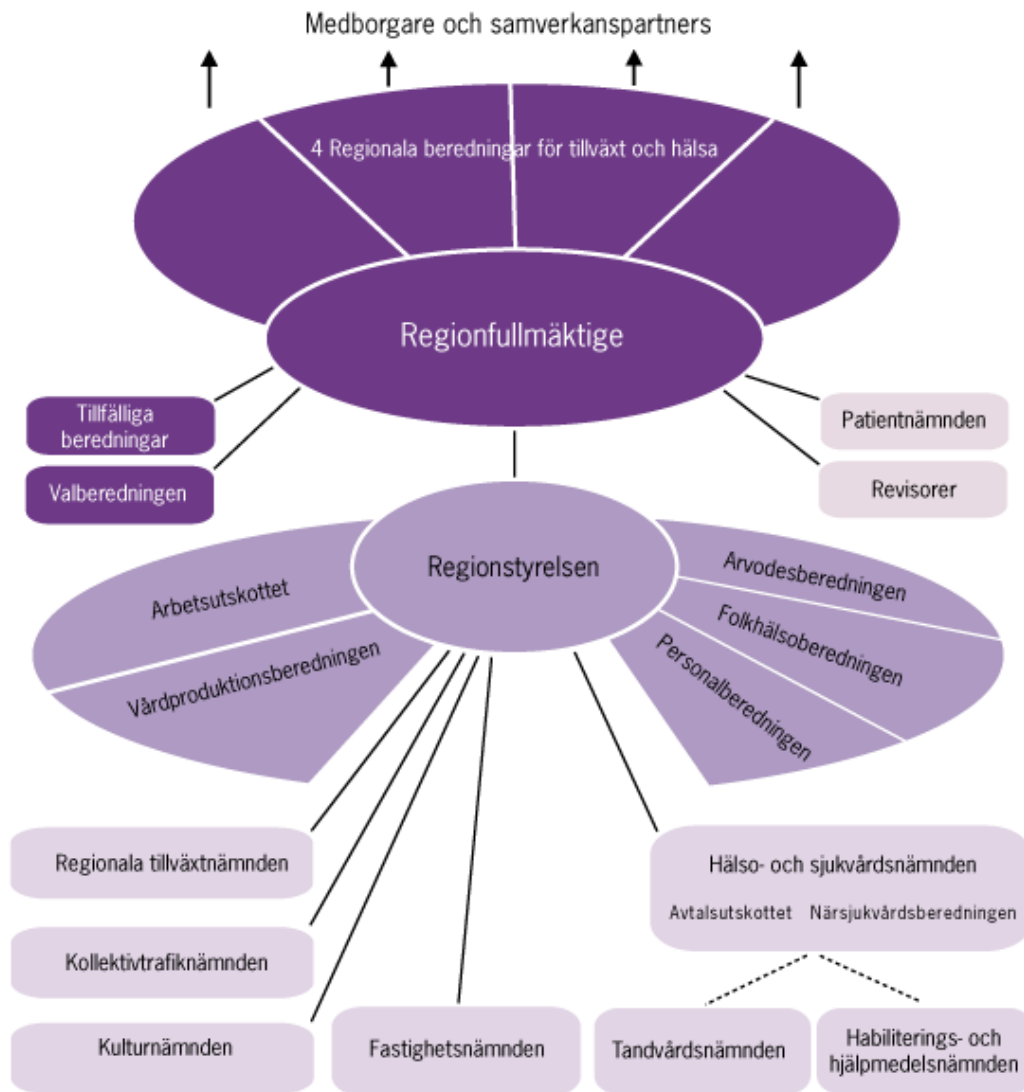 Medborgare och samverkanspartners
4 Regionala beredningar för tillväxt och hälsa
Regionfullmäktige
Tillfälliga
beredningar
Valberedningen
Patientnämnden
Revisorer
Regionstyrelsen
Arbetsutskottet
Vårdproduktionsberedningen
Arvodesberedningen
Folkhälsoberedningen
Personalberedningen
Regionala tillväxtnämnden
Kollektivtrafiknämnden
Kulturnämnden
Fastighetsnämnden
Hälso- och sjukvårdsnämnden
Avtalsutskottet Närsjukvårdsberedningen
Tandvårdsnämnden
Habiliterings- och
hjälpmedelsnämnden